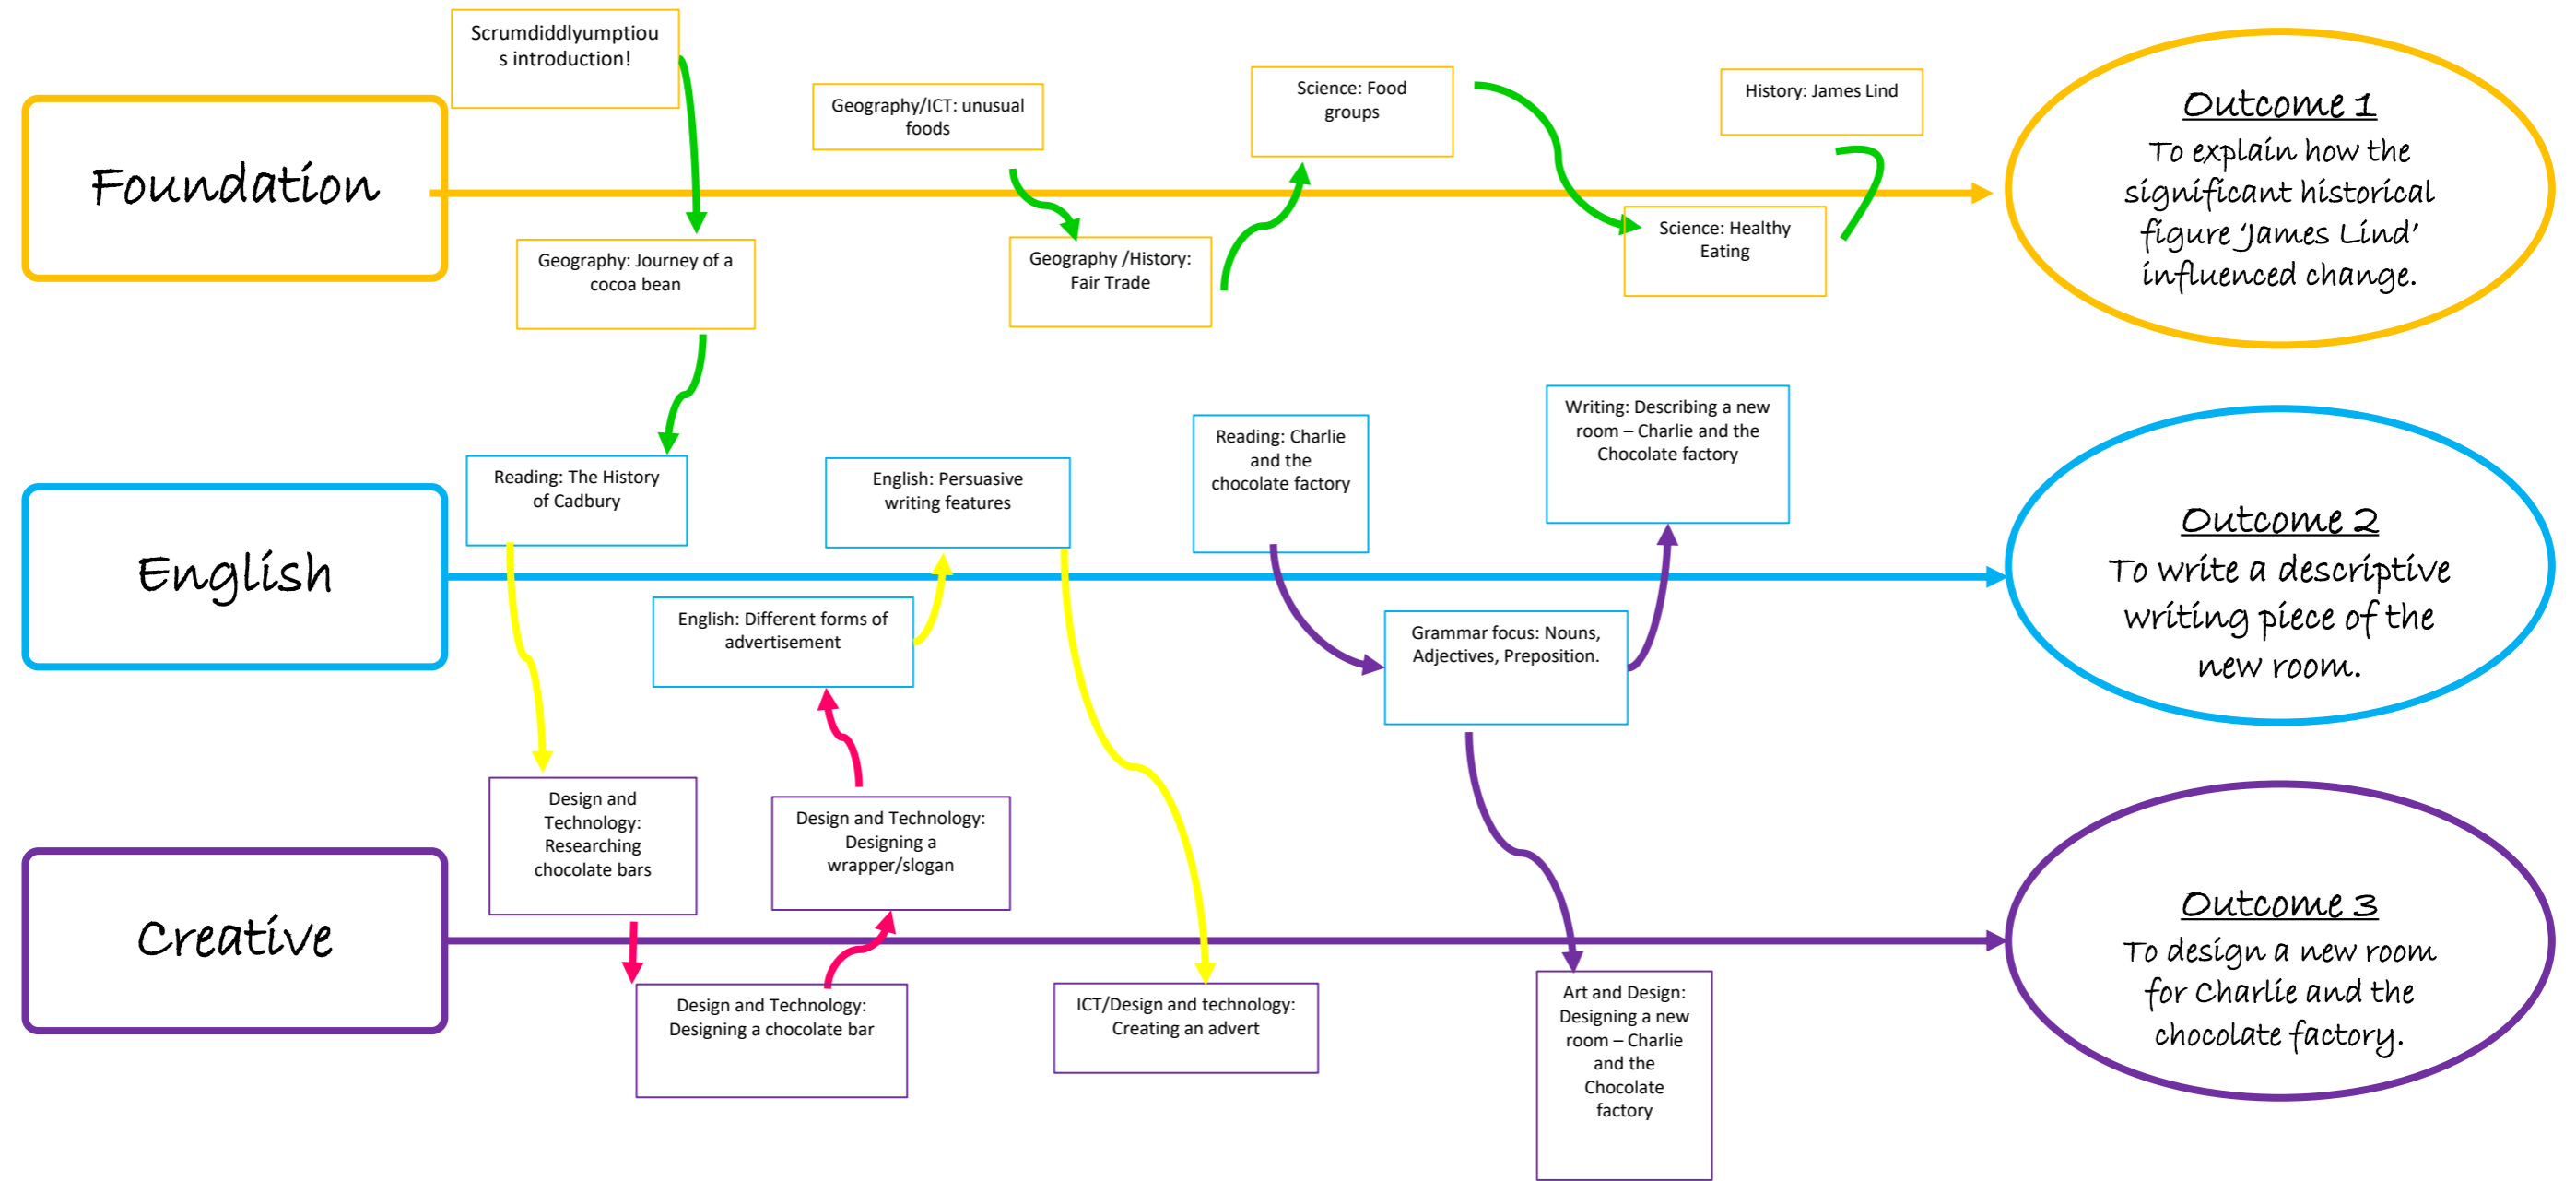 Foundation
Scrumdiddlyumptiou
s introduction!
Geography: Journey of a
cocoa bean
Geography/ICT: unusual
foods
Geography /History:
Fair Trade
Science: Food
groups
Science: Healthy
Eating
History: James Lind
Outcome 1
To explain how the
significant historical
figure ‘James Lind’
influenced change.
English
Reading: The History
of Cadbury
English: Different forms of
advertisement
English: Persuasive
writing features
Reading: Charlie
and the
chocolate factory
Grammar focus: Nouns,
Adjectives, Preposition.
Writing: Describing a new
room – Charlie and the
Chocolate factory
Outcome 2
To write a descriptive
writing piece of the
new room.
Creative
Design and
Technology:
Researching
chocolate bars
Design and Technology:
Designing a chocolate bar
Design and Technology:
Designing a
wrapper/slogan
ICT/Design and technology:
Creating an advert
Art and Design:
Designing a new
room – Charlie
and the
Chocolate
factory
Outcome 3
To design a new room
for Charlie and the
chocolate factory.